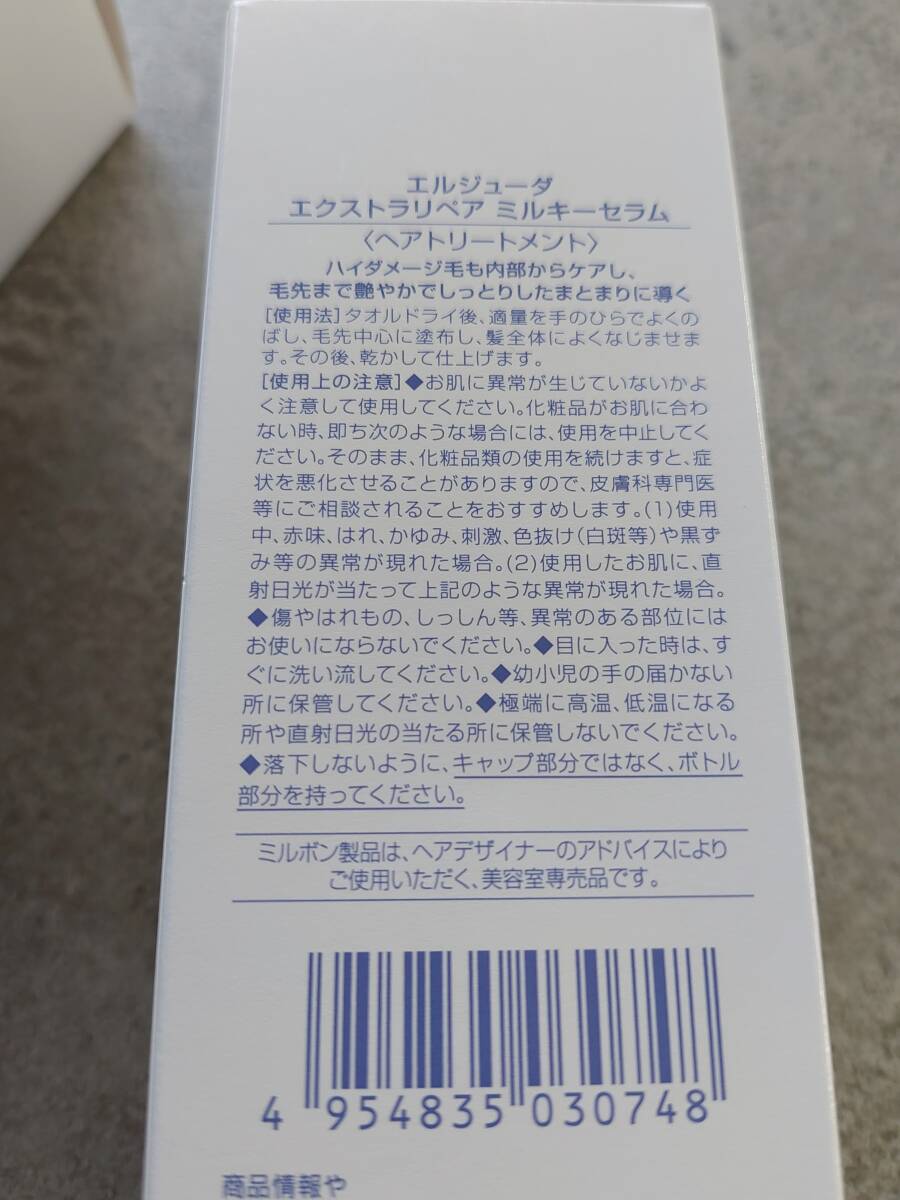 エルジューダ
エクストラリペア ミルキーセラム
〈ヘアトリートメント〉
ハイダメージ毛も内部からケアし、
毛先まで艶やかでしっとりしたまとまりに導く
[使用法]タオルドライ後、適量を手のひらでよくの
ばし、毛先中心に塗布し、髪全体によくなじませま
す。その後、乾かして仕上げます。
[使用上の注意]◆お肌に異常が生じていないかよ
く注意して使用してください。化粧品がお肌に合わ
ない時、即ち次のような場合には、使用を中止してく
ださい。そのまま、化粧品類の使用を続けますと、症
状を悪化させることがありますので、皮膚科専門医
等にご相談されることをおすすめします。(1)使用
中、赤味、はれ、かゆみ、刺激、色抜け(白斑等)や黒ず
み等の異常が現れた場合。(2)使用したお肌に、直
射日光が当たって上記のような異常が現れた場合。
◆傷やはれもの、しっしん等、異常のある部位には
お使いにならないでください。◆目に入った時は、す
ぐに洗い流してください。◆幼小児の手の届かない
所に保管してください。◆極端に高温、低温になる
所や直射日光の当たる所に保管しないでください。
◆落下しないように、キャップ部分ではなく、ボトル
部分を持ってください。
ミルボン製品は、ヘアデザイナーのアドバイスにより
ご使用いただく、美容室専売品です。
4 954835 030748
商品情報や